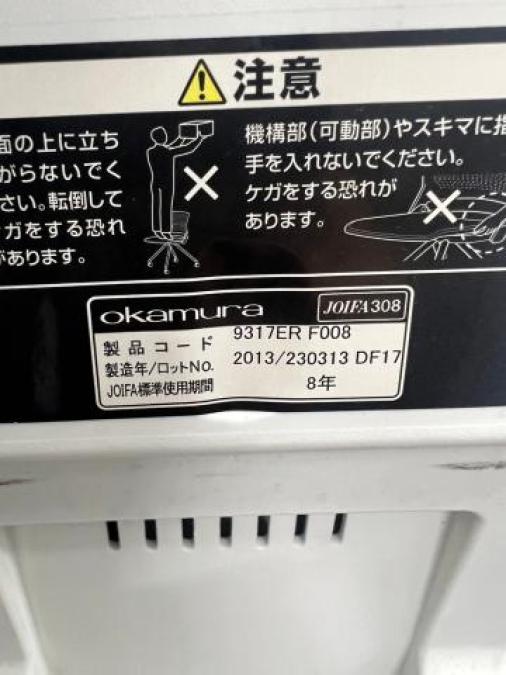 注意
面の上に立ち
がらないでく
さい。転倒して
ガをする恐れ
があります。
機構部(可動部)やスキマに指
手を入れないでください。
ケガをする恐れが
あります。
okamura
JOIFA308
製品コード 9317ER F008
製造年/ロットNO. 2013/230313 DF17
JOIFA標準使用期間 8年